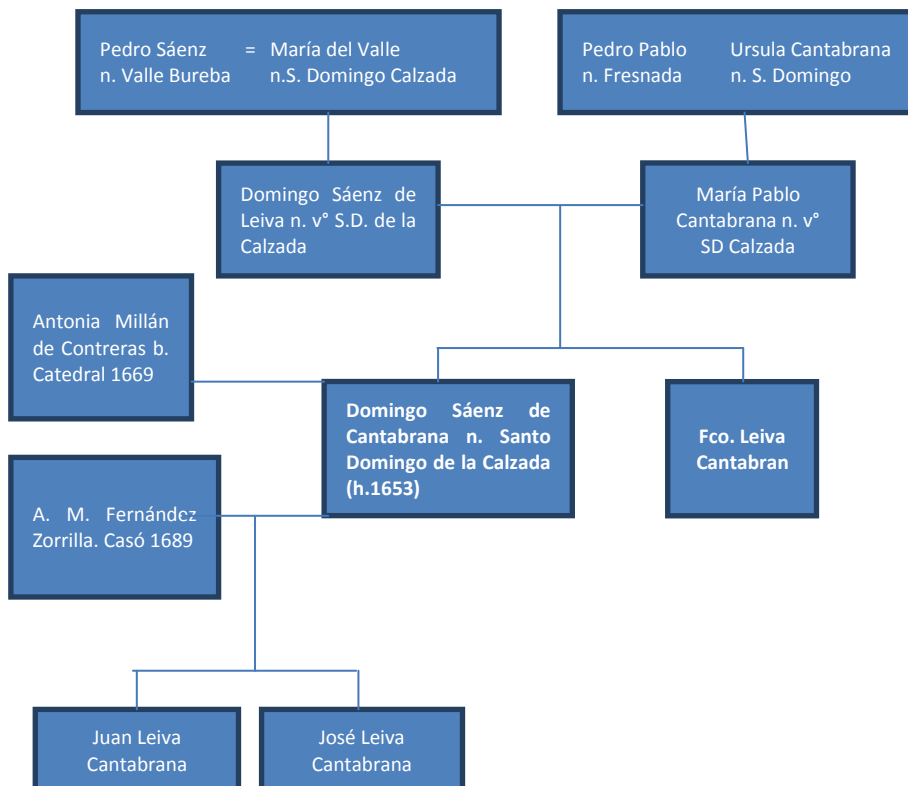 Pedro Sáenz = María del Valle
n. Valle Bureba n.S. Domingo Calzada
Pedro Pablo Ursula Cantabrana
n. Fresnada n. S. Domingo
Domingo Sáenz de
Leiva n. v° S.D. de la
Calzada
María Pablo
Cantabrana n. v°
SD Calzada
Antonia Millán
de Contreras b.
Catedral 1669
Domingo Sáenz de
Cantabrana n. Santo
Domingo de la Calzada
(h.1653)
Fco. Leiva
Cantabran
A. M. Fernández
Zorrilla. Casó 1689
Juan Leiva
Cantabrana
José Leiva
Cantabrana